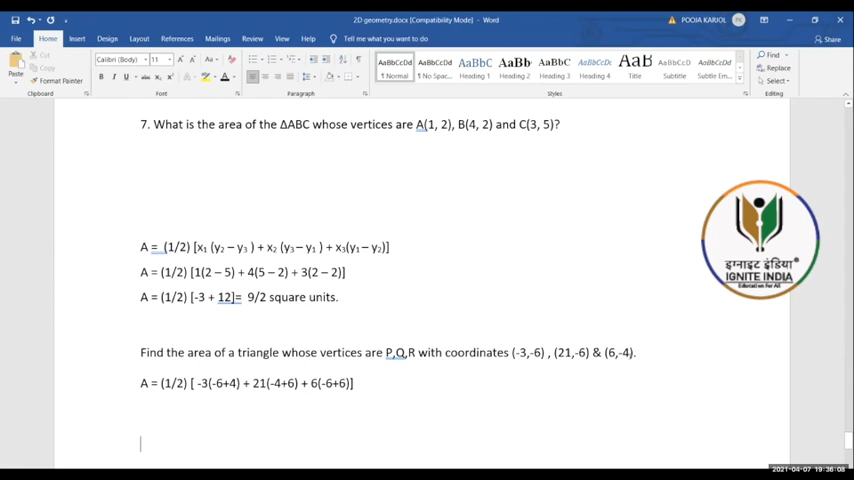 2D geometry.docx [Compatibility Mode] - Word
POOJA KARIOL
PK
File Home Insert Design Layout References Mailings Review View Help Tell me what you want to do Share
Cut
Copy
Format Painter
Paste
Clipboard
Calibri (Body) 11
Font
Paragraph
AaBbCcDd AaBbCcDd AaBbC AaBb( AaBbC AaBbCcD AaB AaBbCcD AaBbCcDd
¶ Normal ¶ No Spac... Heading 1 Heading 2 Heading 3 Heading 4 Title Subtitle Subtle Em...
Styles
Find
Replace
Select
Editing
7. What is the area of the ΔABC whose vertices are A(1, 2), B(4, 2) and C(3, 5)?
A = (1/2) [x₁ (y₂ – y₃ ) + x₂ (y₃ – y₁ ) + x₃(y₁ – y₂)]
A = (1/2) [1(2 – 5) + 4(5 – 2) + 3(2 – 2)]
A = (1/2) [-3 + 12]= 9/2 square units.
Find the area of a triangle whose vertices are P,Q,R with coordinates (-3,-6) , (21,-6) & (6,-4).
A = (1/2) [ -3(-6+4) + 21(-4+6) + 6(-6+6)]
इग्नाइट इंडिया
IGNITE INDIA
Education For All
2021-04-07 19:36:08